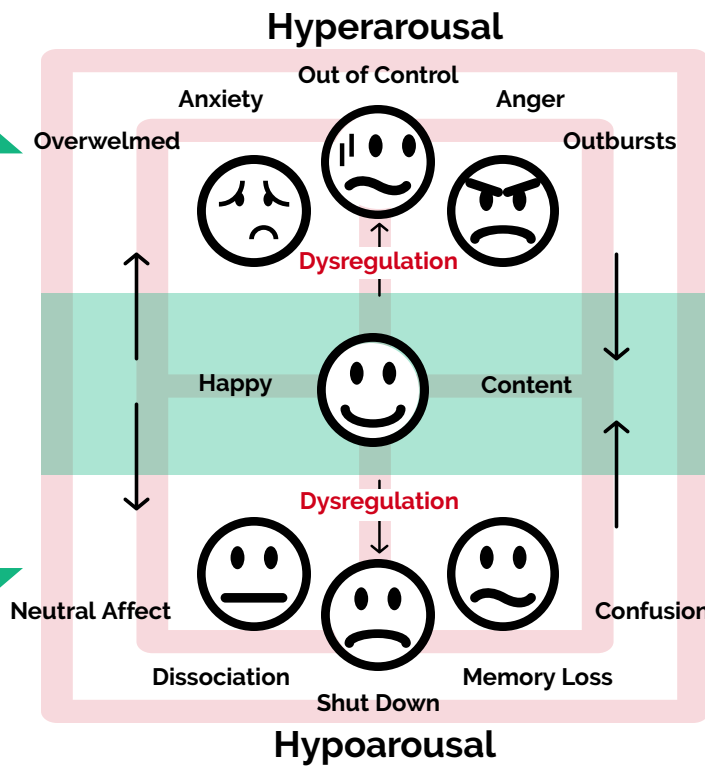 Hyperarousal
Out of Control
Anxiety
Anger
Overwelmed
Outbursts
Dysregulation
Happy
Content
Dysregulation
Neutral Affect
Confusion
Dissociation
Memory Loss
Shut Down
Hypoarousal